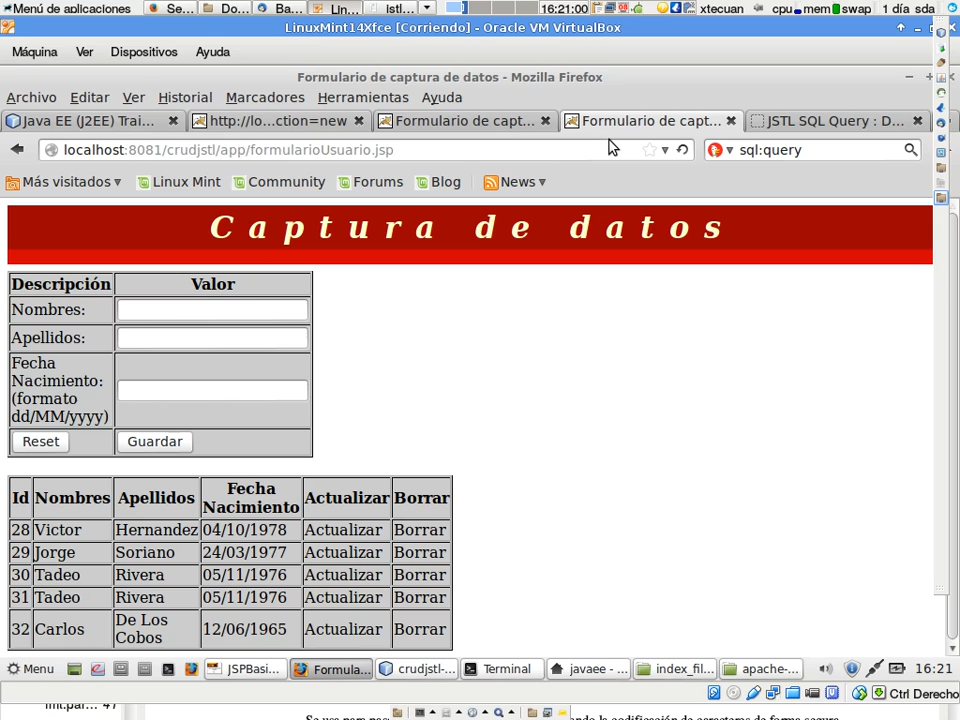 Menú de aplicaciones Se... Do... Ba... Lin... Istl... 16:21:00 xtecuan cpu mem swap 1 día sda
LinuxMint14Xfce [Corriendo] - Oracle VM VirtualBox
Máquina Ver Dispositivos Ayuda
Formulario de captura de datos - Mozilla Firefox
Archivo Editar Ver Historial Marcadores Herramientas Ayuda
Java EE (J2EE) Trai... http://lo...ction=new Formulario de capt... Formulario de capt... JSTL SQL Query : D...
localhost:8081/crudjstl/app/formularioUsuario.jsp sql:query
Más visitados Linux Mint Community Forums Blog News
Captura de datos
Descripción Valor
Nombres:
Apellidos:
Fecha
Nacimiento:
(formato
dd/MM/yyyy)
Reset Guardar
Id Nombres Apellidos Fecha Nacimiento Actualizar Borrar
28 Victor Hernandez 04/10/1978 Actualizar Borrar
29 Jorge Soriano 24/03/1977 Actualizar Borrar
30 Tadeo Rivera 05/11/1976 Actualizar Borrar
31 Tadeo Rivera 05/11/1976 Actualizar Borrar
32 Carlos De Los Cobos 12/06/1965 Actualizar Borrar
Menu JSPBasi... Formula... crudjstl-... Terminal javaee - ... index_fil... apache-... 16:21
Ctrl Derecho